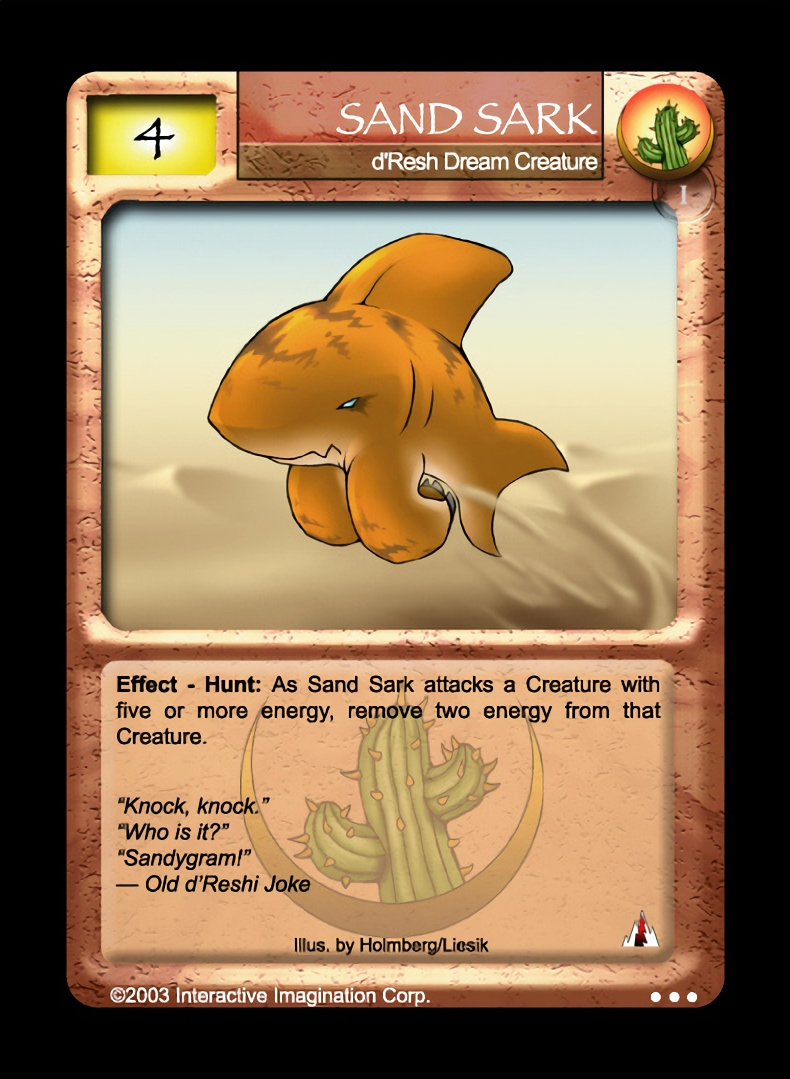 4
SAND SARK
d'Resh Dream Creature
I
Effect - Hunt: As Sand Sark attacks a Creature with
five or more energy, remove two energy from that
Creature.
“Knock, knock.”
“Who is it?”
“Sandygram!”
— Old d’Reshi Joke
Illus. by Holmberg/Liesik
©2003 Interactive Imagination Corp.